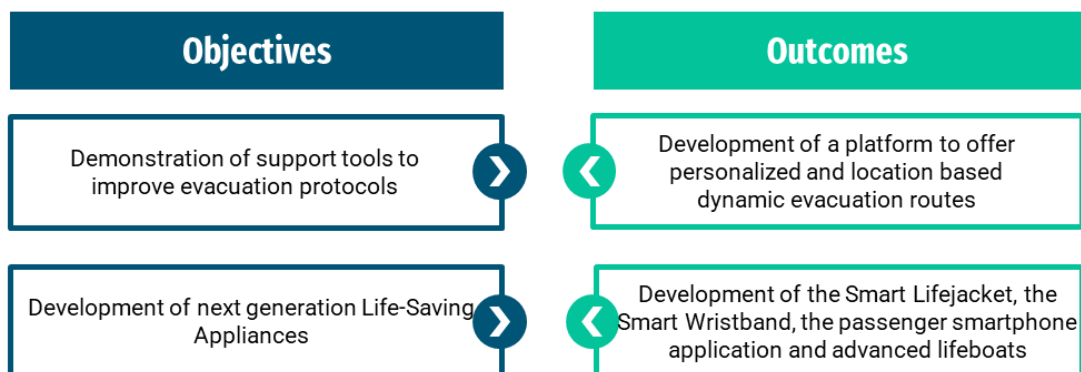 Objectives
Outcomes
Demonstration of support tools to
improve evacuation protocols
Development of a platform to offer
personalized and location based
dynamic evacuation routes
Development of next generation Life-Saving
Appliances
Development of the Smart Lifejacket, the
Smart Wristband, the passenger smartphone
application and advanced lifeboats